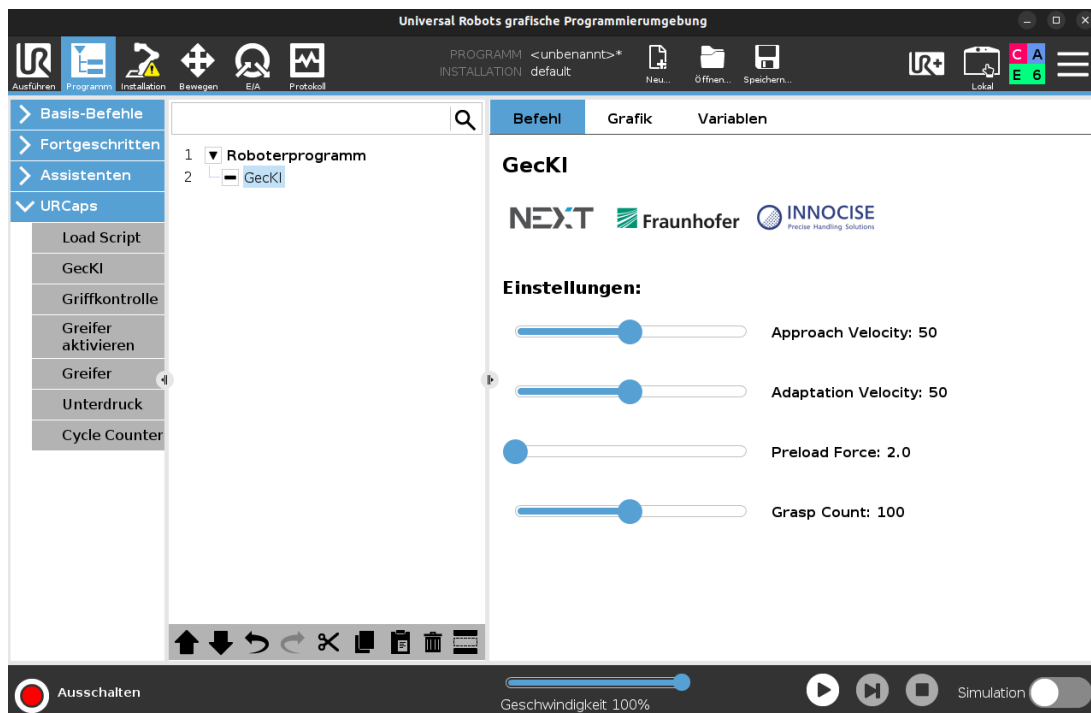 Universal Robots grafische Programmierumgebung
Ausführen
Programm
Installation
Bewegen
E/A
Protokoll
PROGRAMM <unbenannt>*
INSTALLATION default
Neu...
Öffnen...
Speichern...
UR+
Lokal
C A
E 6
Basis-Befehle
Fortgeschritten
Assistenten
URCaps
Load Script
GecKI
Griffkontrolle
Greifer
aktivieren
Greifer
Unterdruck
Cycle Counter
1 Roboterprogramm
2 GecKI
Befehl Grafik Variablen
GecKI
NEXT
Fraunhofer
INNOCISE
Precise Handling Solutions
Einstellungen:
Approach Velocity: 50
Adaptation Velocity: 50
Preload Force: 2.0
Grasp Count: 100
Ausschalten
Geschwindigkeit 100%
Simulation